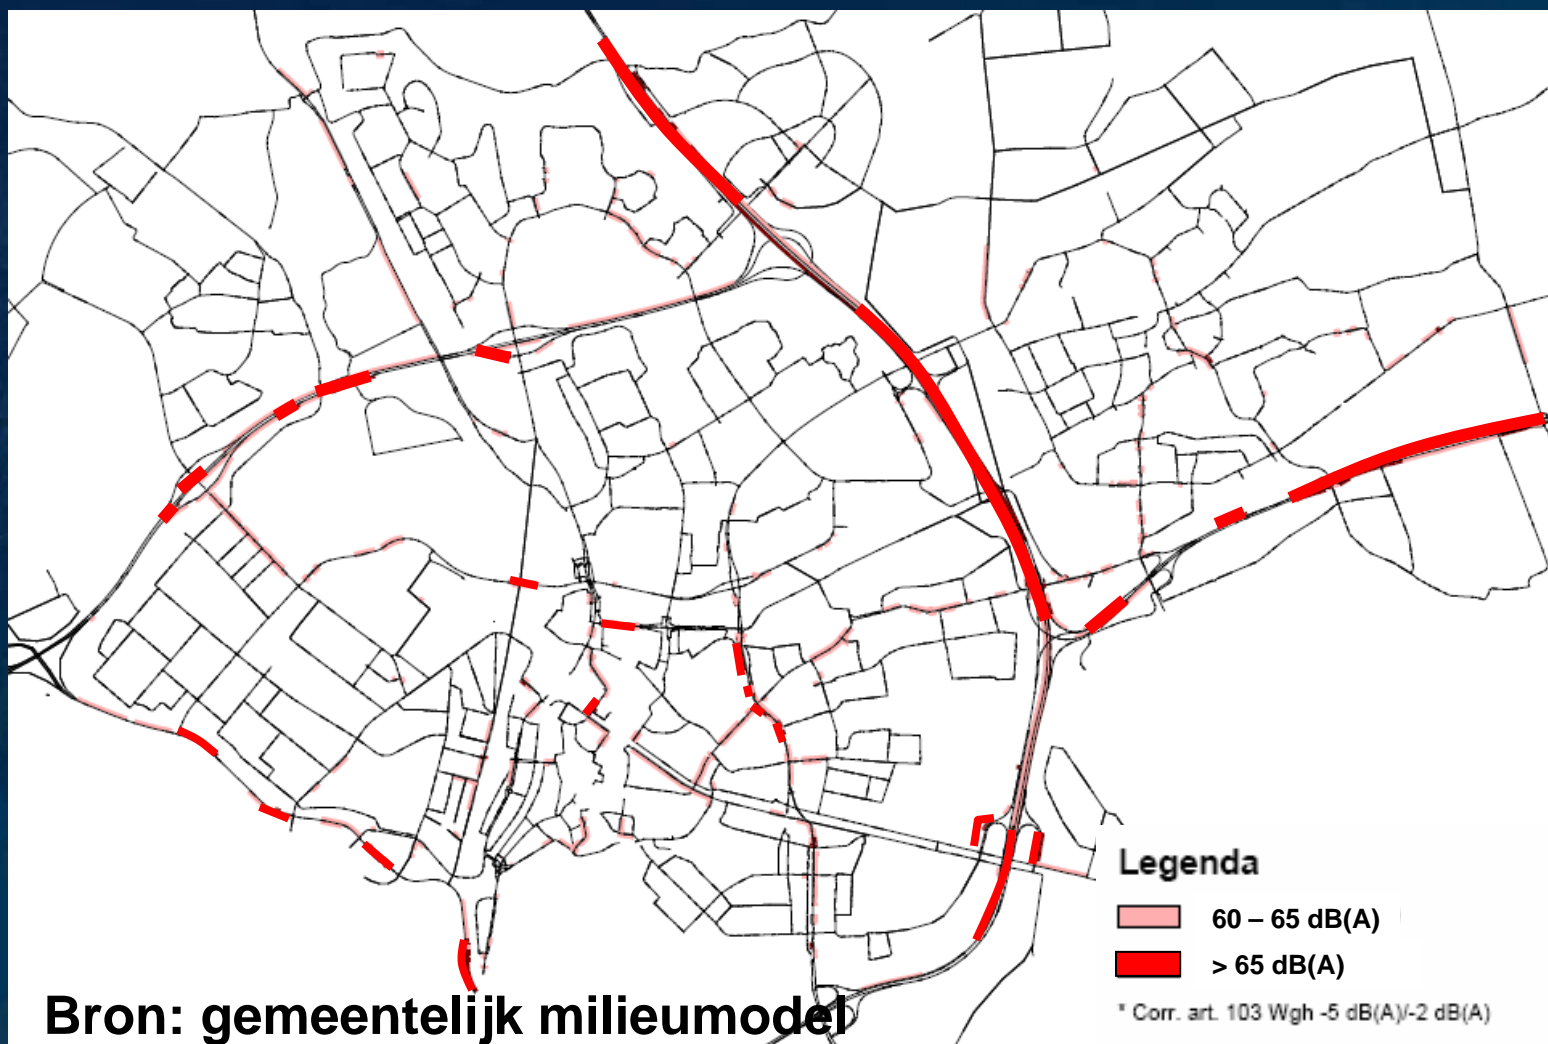 Legenda
60 – 65 dB(A)
> 65 dB(A)
* Corr. art. 103 Wgh -5 dB(A)/-2 dB(A)
Bron: gemeentelijk milieumodel